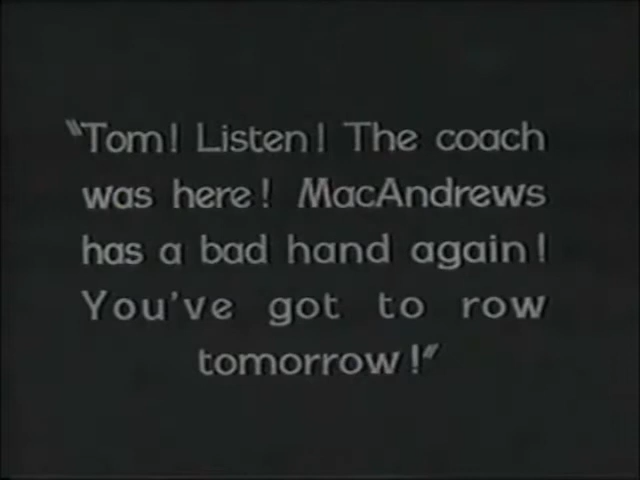 "Tom! Listen! The coach
was here! MacAndrews
has a bad hand again!
You've got to row
tomorrow!"